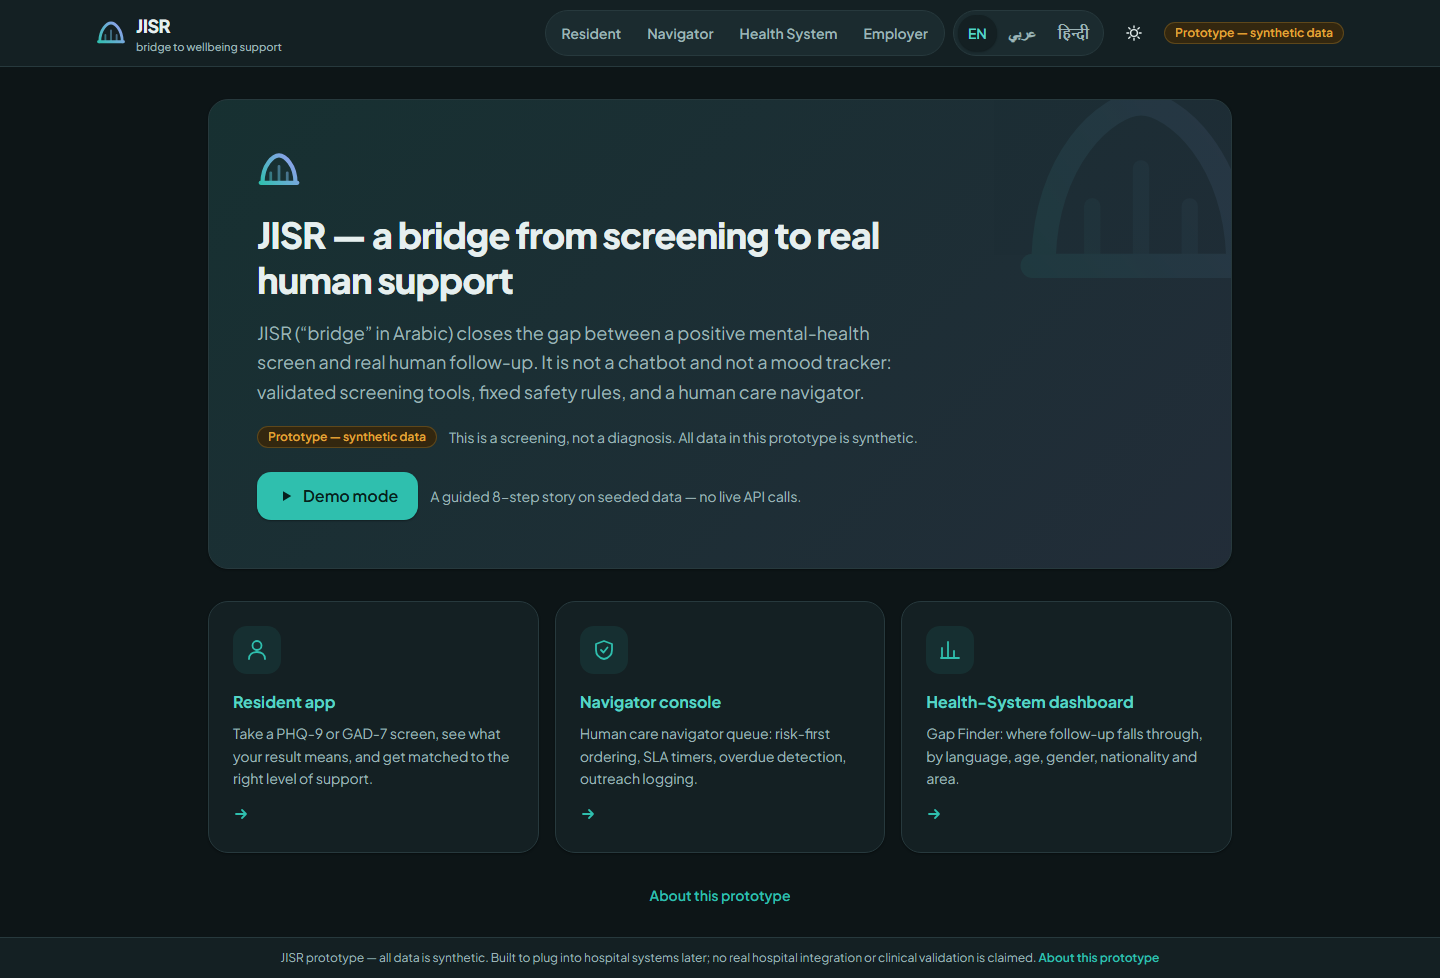 JISR
bridge to wellbeing support
Resident
Navigator
Health System
Employer
EN
عربي
हिन्दी
Prototype — synthetic data
JISR — a bridge from screening to real
human support
JISR (“bridge” in Arabic) closes the gap between a positive mental-health
screen and real human follow-up. It is not a chatbot and not a mood tracker:
validated screening tools, fixed safety rules, and a human care navigator.
Prototype — synthetic data
This is a screening, not a diagnosis. All data in this prototype is synthetic.
Demo mode
A guided 8-step story on seeded data — no live API calls.
Resident app
Take a PHQ-9 or GAD-7 screen, see what
your result means, and get matched to the
right level of support.
Navigator console
Human care navigator queue: risk-first
ordering, SLA timers, overdue detection,
outreach logging.
Health-System dashboard
Gap Finder: where follow-up falls through,
by language, age, gender, nationality and
area.
About this prototype
JISR prototype — all data is synthetic. Built to plug into hospital systems later; no real hospital integration or clinical validation is claimed. About this prototype